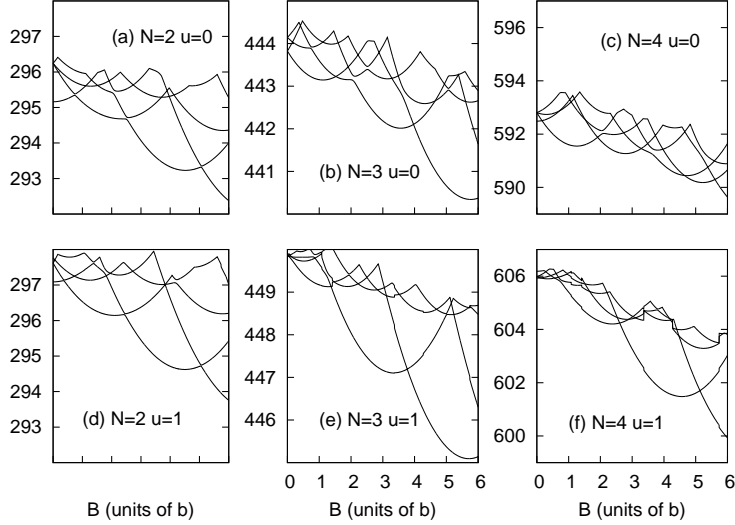 (a) N=2 u=0
297
296
295
294
293
(b) N=3 u=0
444
443
442
441
(c) N=4 u=0
596
594
592
590
(d) N=2 u=1
297
296
295
294
293
(e) N=3 u=1
449
448
447
446
(f) N=4 u=1
606
604
602
600
0 1 2 3 4 5 6
0 1 2 3 4 5 6
B (units of b)
B (units of b)
B (units of b)